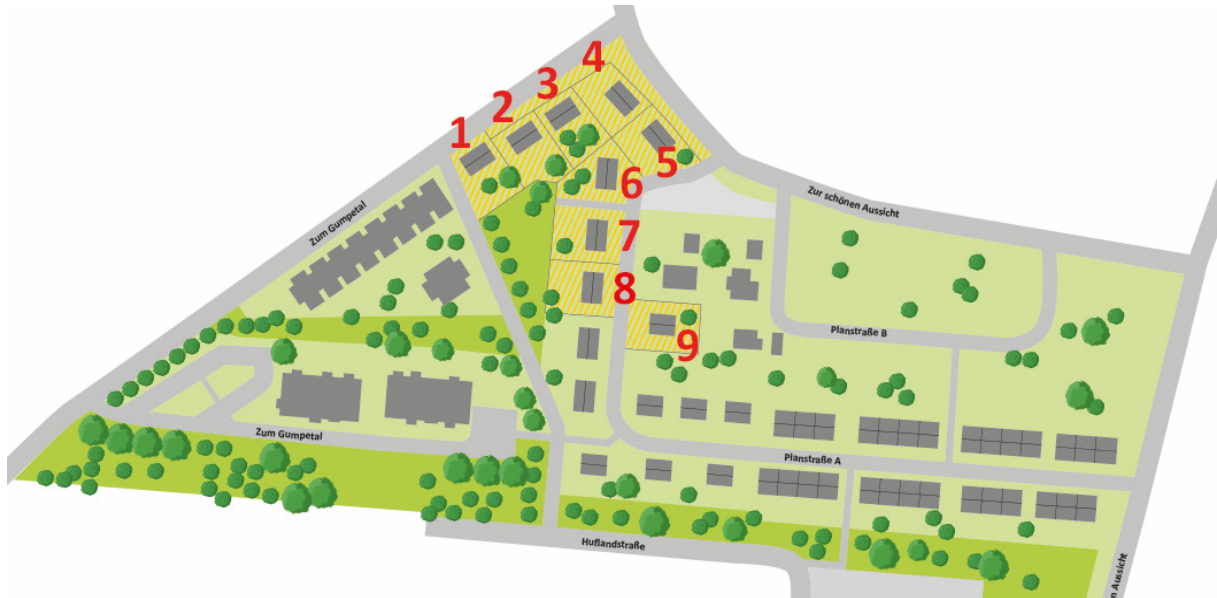 4
3
2
1
5
6
Zur schönen Aussicht
Zum Gumpetal
7
8
Planstraße B
9
Zum Gumpetal
Planstraße A
Huflandstraße
n Aussicht